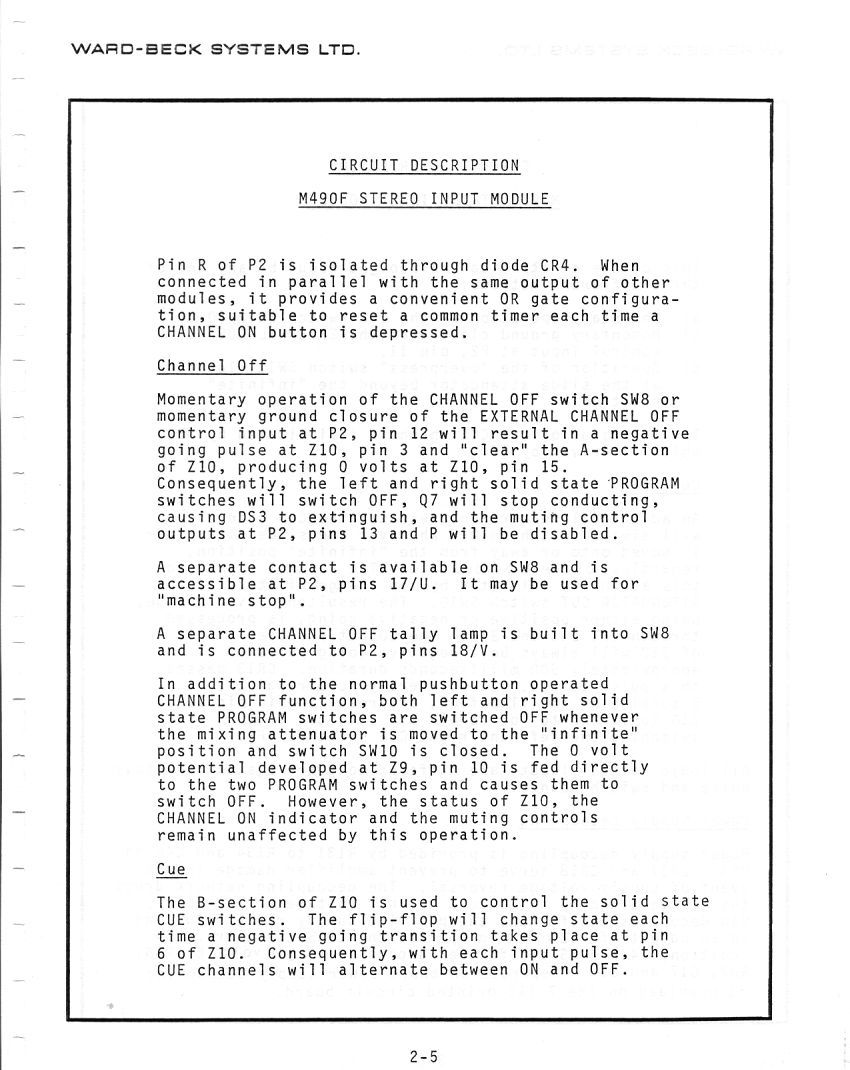 WARD-BECK SYSTEMS LTD.
CIRCUIT DESCRIPTION
M490F STEREO INPUT MODULE
Pin R of P2 is isolated through diode CR4. When
connected in parallel with the same output of other
modules, it provides a convenient OR gate configura-
tion, suitable to reset a common timer each time a
CHANNEL ON button is depressed.
Channel Off
Momentary operation of the CHANNEL OFF switch SW8 or
momentary ground closure of the EXTERNAL CHANNEL OFF
control input at P2, pin 12 will result in a negative
going pulse at Z10, pin 3 and "clear" the A-section
of Z10, producing 0 volts at Z10, pin 15.
Consequently, the left and right solid state PROGRAM
switches will switch OFF, Q7 will stop conducting,
causing DS3 to extinguish, and the muting control
outputs at P2, pins 13 and P will be disabled.
A separate contact is available on SW8 and is
accessible at P2, pins 17/U. It may be used for
"machine stop".
A separate CHANNEL OFF tally lamp is built into SW8
and is connected to P2, pins 18/V.
In addition to the normal pushbutton operated
CHANNEL OFF function, both left and right solid
state PROGRAM switches are switched OFF whenever
the mixing attenuator is moved to the "infinite"
position and switch SW10 is closed. The 0 volt
potential developed at Z9, pin 10 is fed directly
to the two PROGRAM switches and causes them to
switch OFF. However, the status of Z10, the
CHANNEL ON indicator and the muting controls
remain unaffected by this operation.
Cue
The B-section of Z10 is used to control the solid state
CUE switches. The flip-flop will change state each
time a negative going transition takes place at pin
6 of Z10. Consequently, with each input pulse, the
CUE channels will alternate between ON and OFF.
2-5